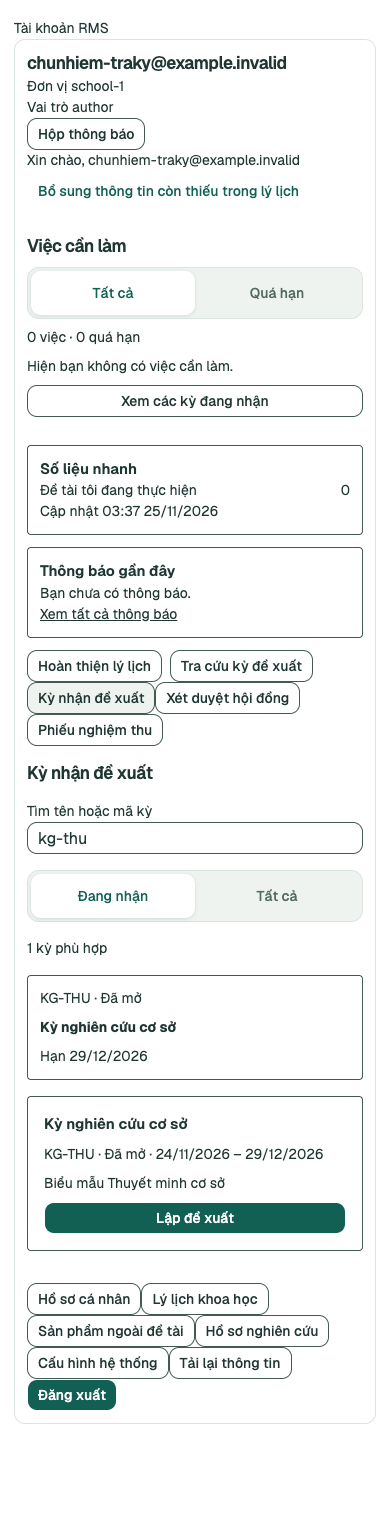 Tài khoản RMS
chunhiem-traky@example.invalid
Đơn vị school-1
Vai trò author
Hộp thông báo
Xin chào, chunhiem-traky@example.invalid
Bổ sung thông tin còn thiếu trong lý lịch
Việc cần làm
Tất cả Quá hạn
0 việc · 0 quá hạn
Hiện bạn không có việc cần làm.
Xem các kỳ đang nhận
Số liệu nhanh
Đề tài tôi đang thực hiện 0
Cập nhật 03:37 25/11/2026
Thông báo gần đây
Bạn chưa có thông báo.
Xem tất cả thông báo
Hoàn thiện lý lịch Tra cứu kỳ đề xuất
Kỳ nhận đề xuất Xét duyệt hội đồng
Phiếu nghiệm thu
Kỳ nhận đề xuất
Tìm tên hoặc mã kỳ
kg-thu
Đang nhận Tất cả
1 kỳ phù hợp
KG-THU · Đã mở
Kỳ nghiên cứu cơ sở
Hạn 29/12/2026
Kỳ nghiên cứu cơ sở
KG-THU · Đã mở · 24/11/2026 – 29/12/2026
Biểu mẫu Thuyết minh cơ sở
Lập đề xuất
Hồ sơ cá nhân Lý lịch khoa học
Sản phẩm ngoài đề tài Hồ sơ nghiên cứu
Cấu hình hệ thống Tải lại thông tin
Đăng xuất